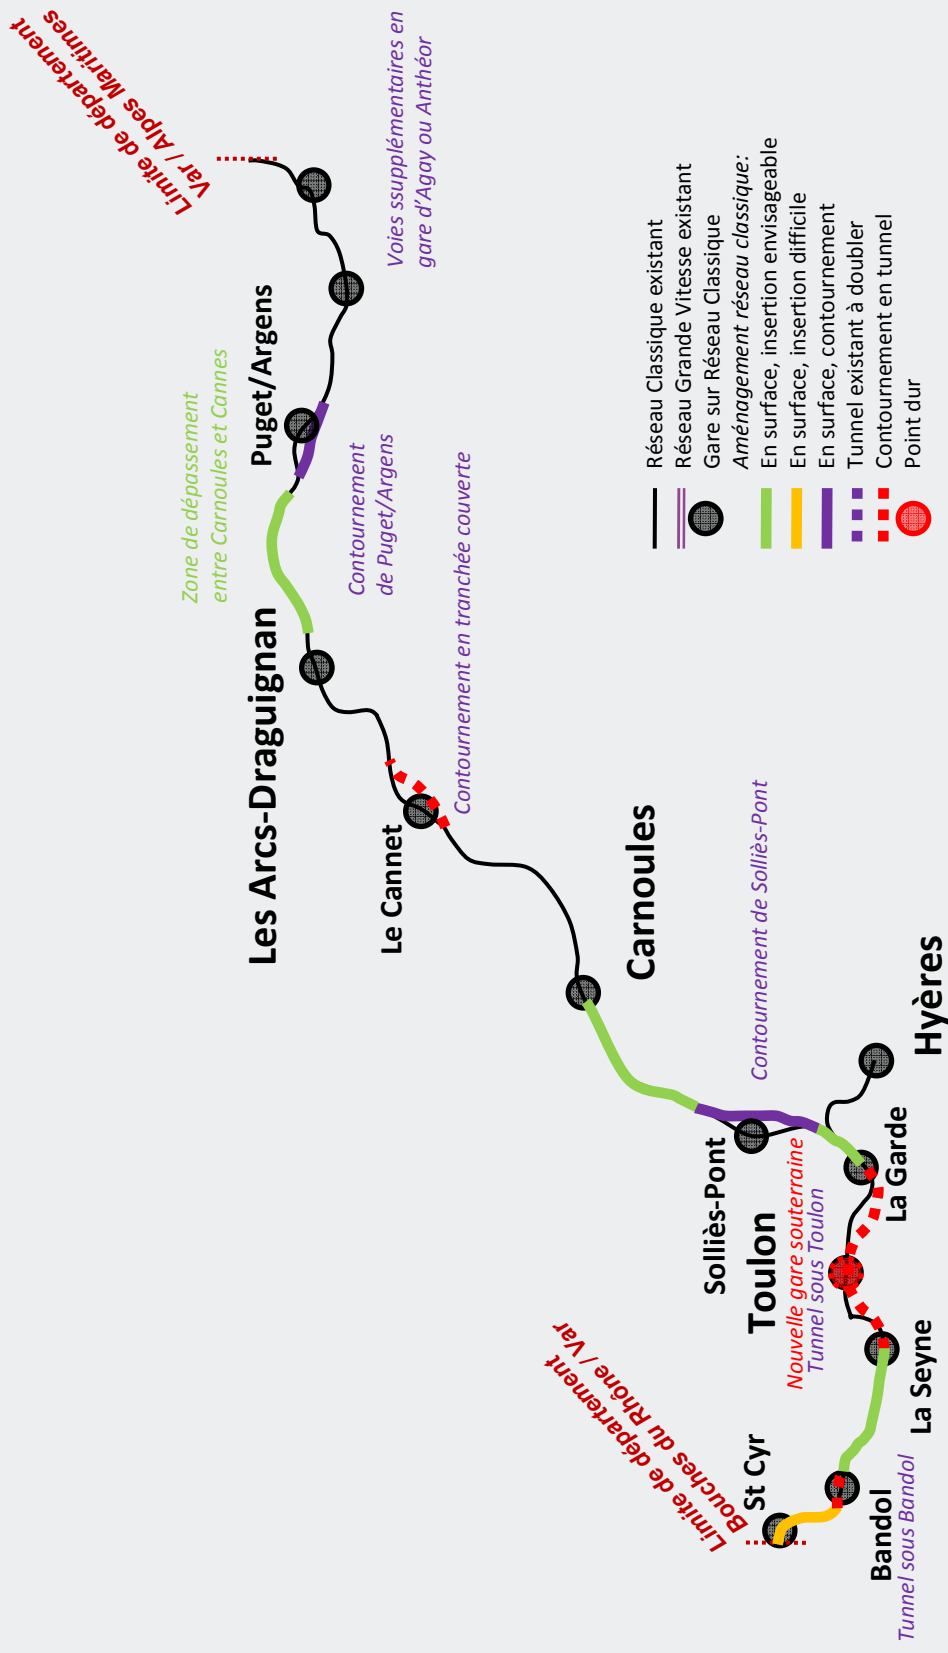 Limite de département
Var / Alpes Maritimes
Voies ssupplémentaires en
gare d'Agay ou Anthéor
Zone de dépassement
entre Carnoules et Cannes
Puget/Argens
Contournement
de Puget/Argens
Les Arcs-Draguignan
Contournement en tranchée couverte
Le Cannet
Carnoules
Contournement de Solliès-Pont
Hyères
Solliès-Pont
La Garde
Toulon
Nouvelle gare souterraine
Tunnel sous Toulon
La Seyne
Limite de département
Bouches du Rhône / Var
St Cyr
Bandol
Tunnel sous Bandol
Réseau Classique existant
Réseau Grande Vitesse existant
Gare sur Réseau Classique
Aménagement réseau classique:
En surface, insertion envisageable
En surface, insertion difficile
En surface, contournement
Tunnel existant à doubler
Contournement en tunnel
Point dur